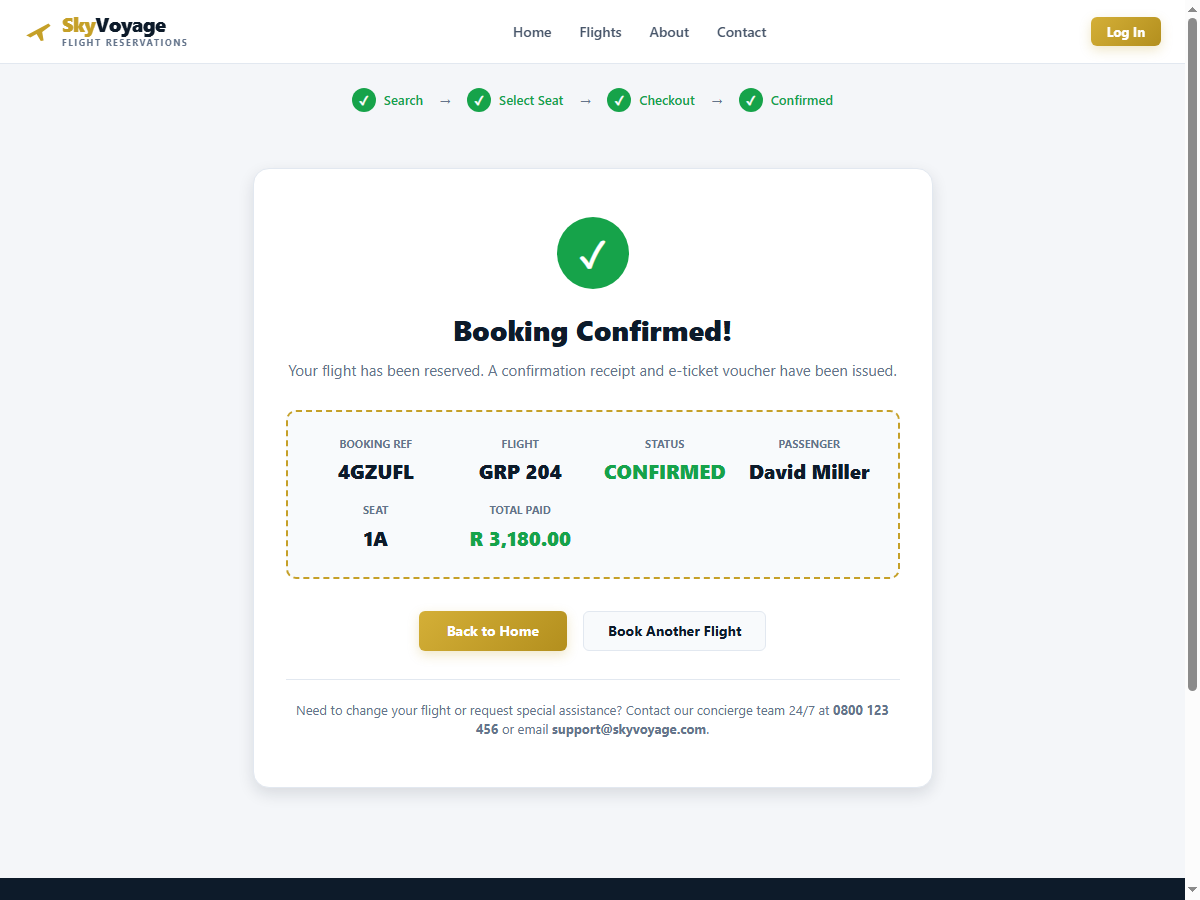 SkyVoyage
FLIGHT RESERVATIONS
Home Flights About Contact
Log In
✓ Search → ✓ Select Seat → ✓ Checkout → ✓ Confirmed
✓
Booking Confirmed!
Your flight has been reserved. A confirmation receipt and e-ticket voucher have been issued.
BOOKING REF FLIGHT STATUS PASSENGER
4GZUFL GRP 204 CONFIRMED David Miller
SEAT TOTAL PAID
1A R 3,180.00
Back to Home Book Another Flight
Need to change your flight or request special assistance? Contact our concierge team 24/7 at 0800 123
456 or email support@skyvoyage.com.